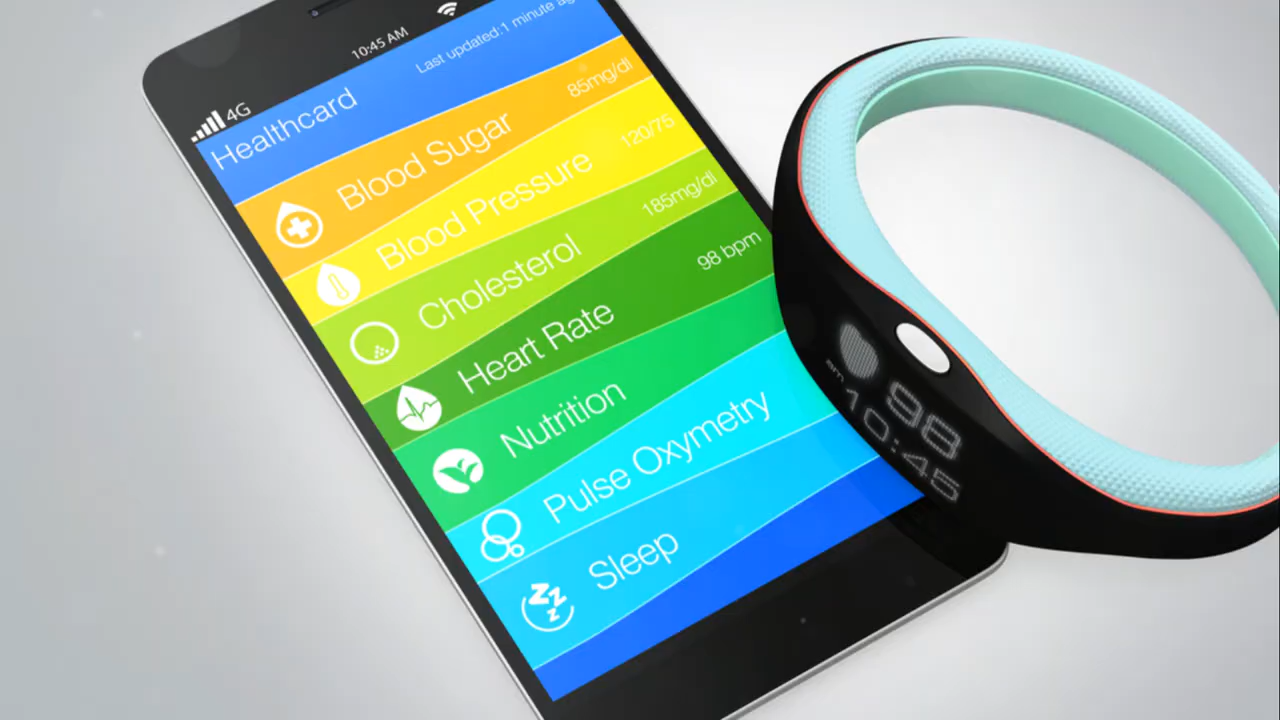 4G
10:45 AM
Healthcard
Last updated:1 minute
Blood Sugar
85mg/dl
Blood Pressure
120/75
Cholesterol
185mg/dl
Heart Rate
98 bpm
Nutrition
Pulse Oxymetry
Sleep
98
am
10:45